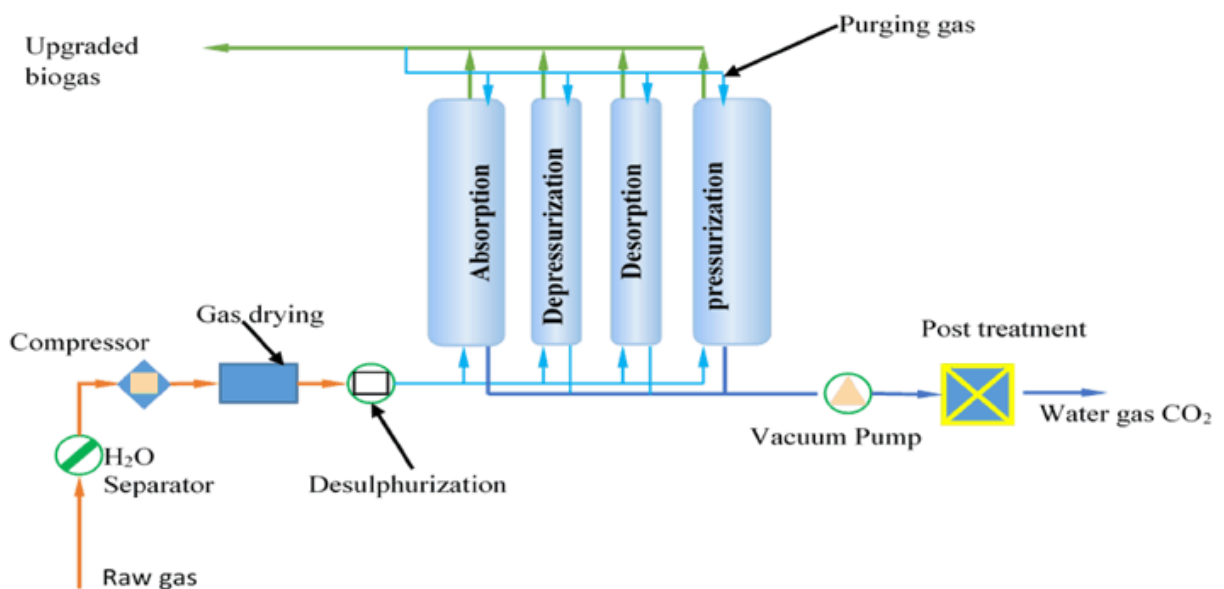 Upgraded
biogas
Purging gas
Absorption
Depressurization
Desorption
pressurization
Gas drying
Compressor
H₂O
Separator
Desulphurization
Raw gas
Vacuum Pump
Post treatment
Water gas CO₂